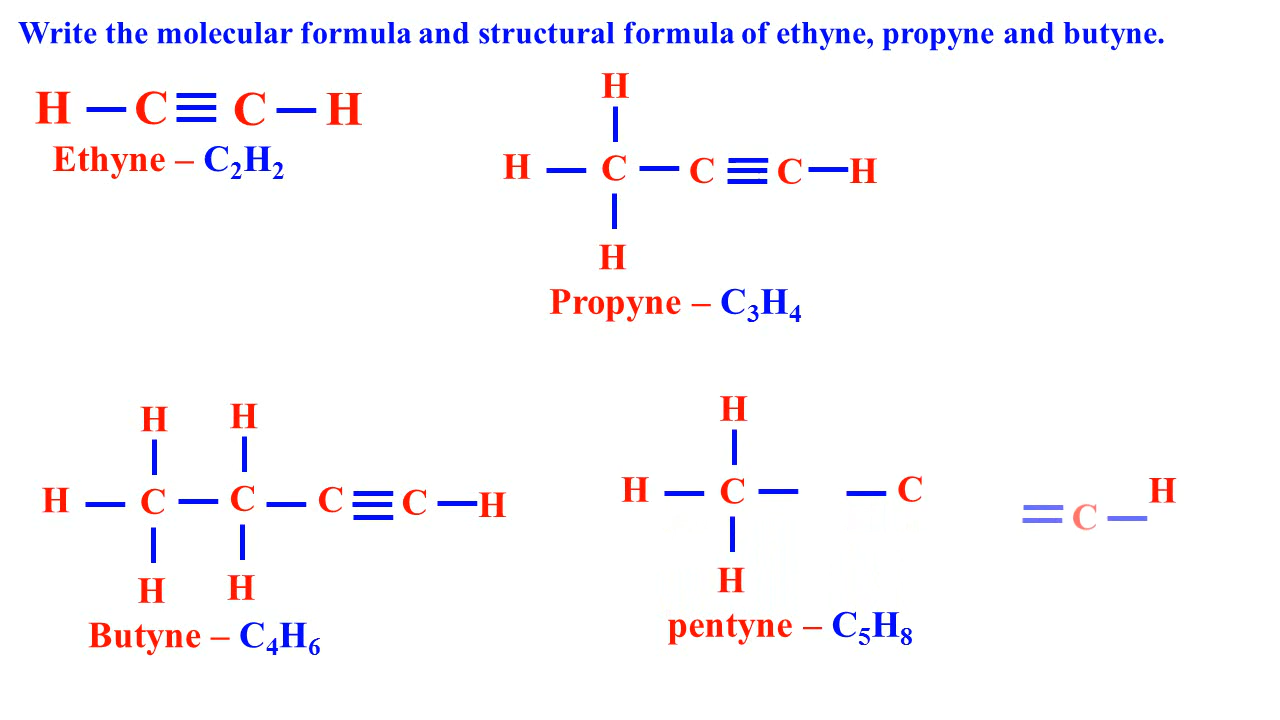 Write the molecular formula and structural formula of ethyne, propyne and butyne.
H — C ≡ C — H
Ethyne – C₂H₂
H
H — C — C ≡ C — H
H
Propyne – C₃H₄
H H
H — C — C — C ≡ C — H
H H
Butyne – C₄H₆
H
H — C — — C = C — H
H
pentyne – C₅H₈